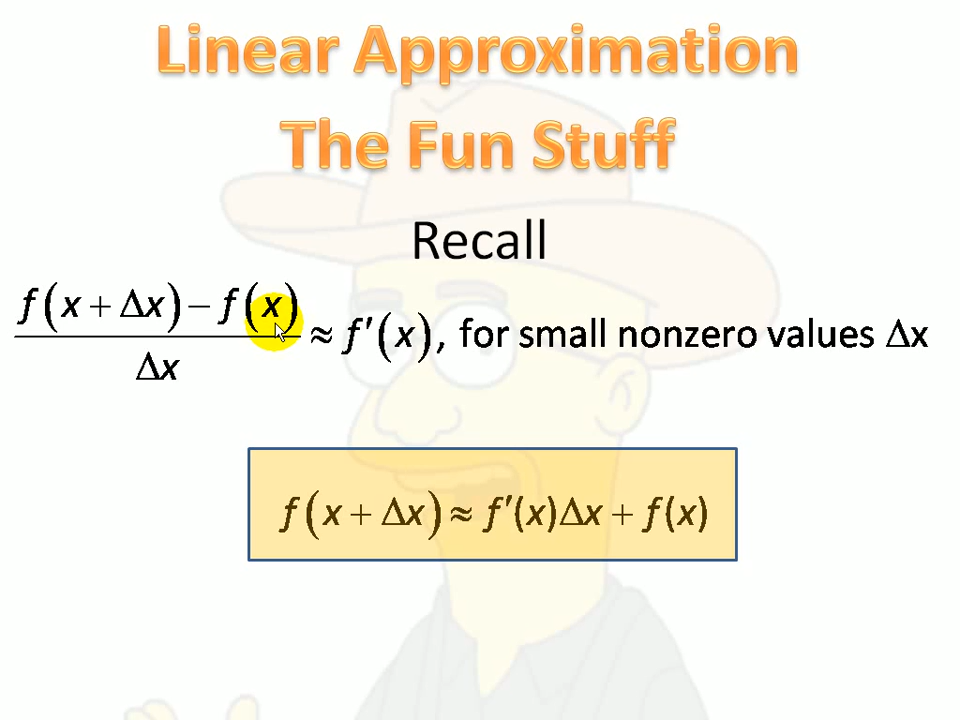 Linear Approximation
The Fun Stuff
Recall
f(x + Δx) − f(x)
Δx
≈ f′(x), for small nonzero values Δx
f(x + Δx) ≈ f′(x)Δx + f(x)